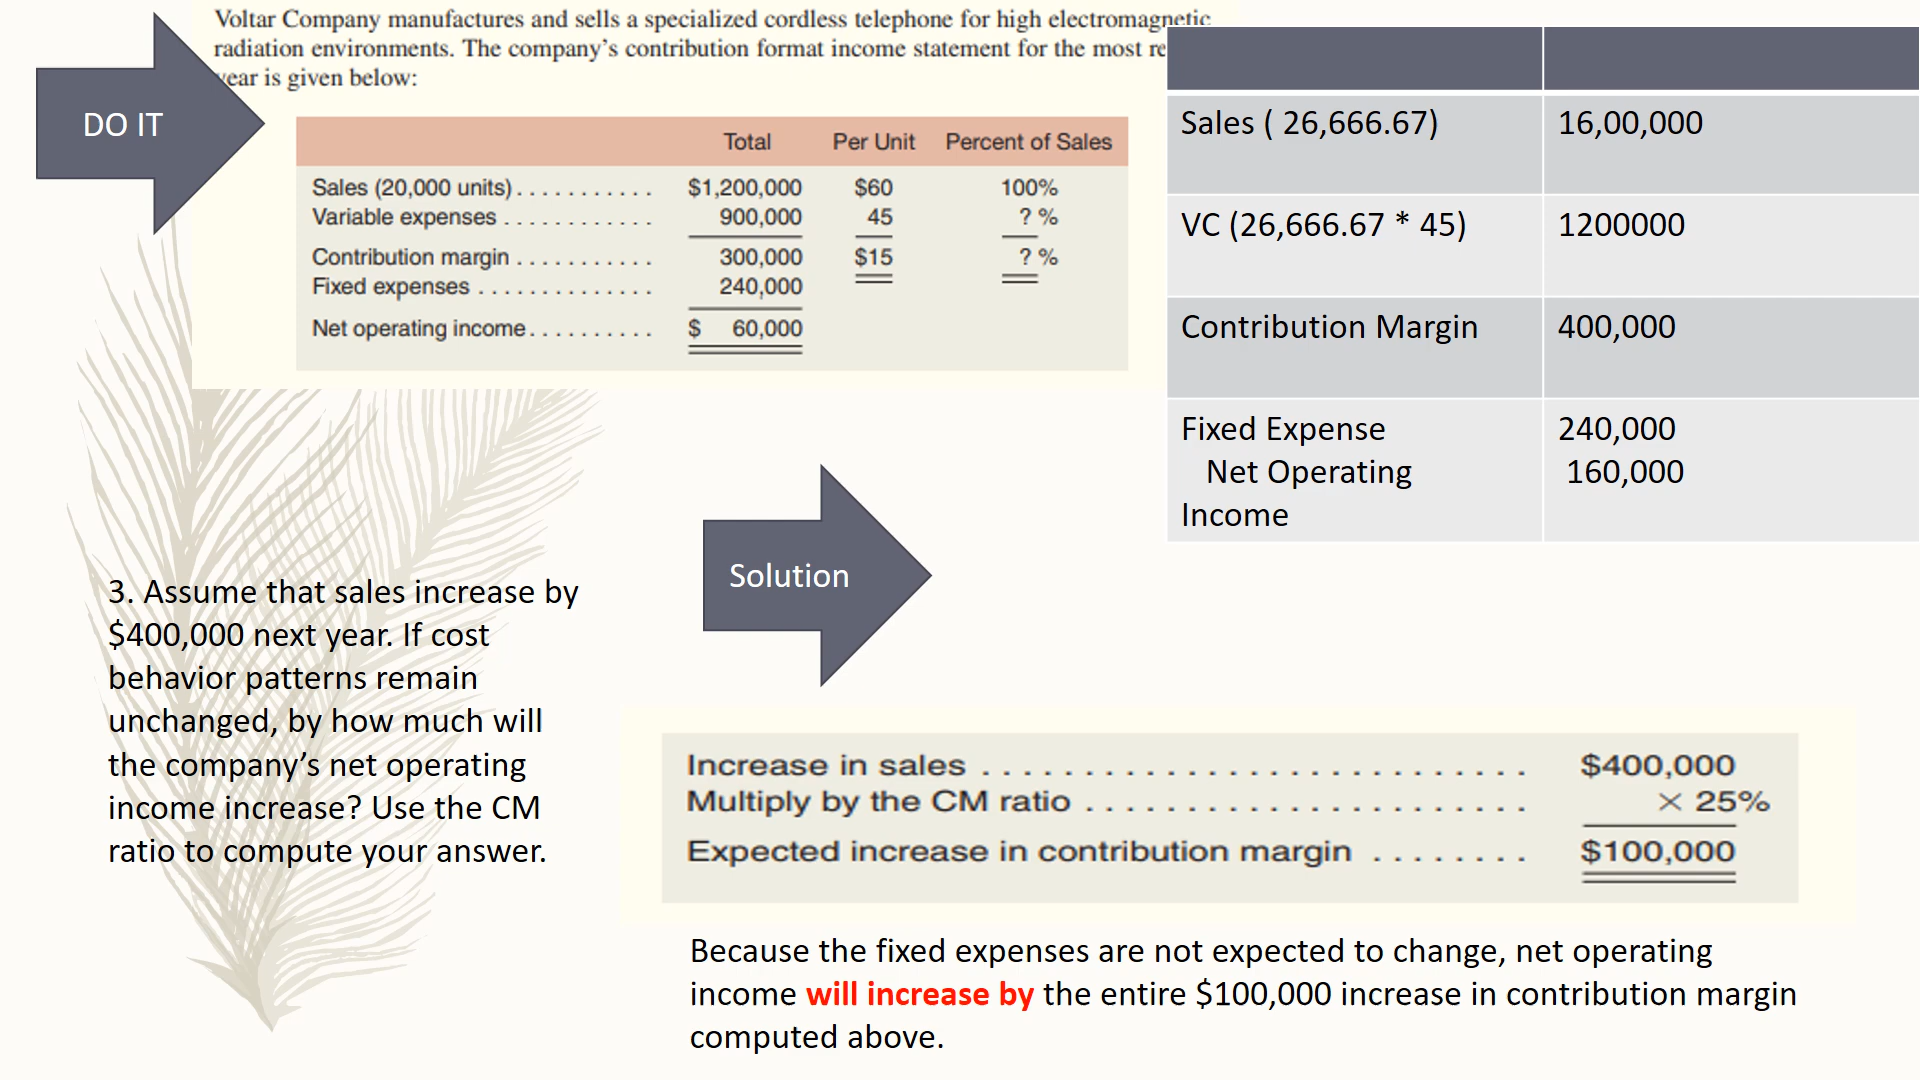 Voltar Company manufactures and sells a specialized cordless telephone for high electromagnetic
radiation environments. The company's contribution format income statement for the most
year is given below:
DO IT
Total Per Unit Percent of Sales
Sales (20,000 units) . . . . . . . . . . . $1,200,000 $60 100%
Variable expenses . . . . . . . . . . . . 900,000 45 ? %
Contribution margin . . . . . . . . . . . 300,000 $15 ? %
Fixed expenses . . . . . . . . . . . . . . 240,000
Net operating income . . . . . . . . . . $ 60,000
Sales ( 26,666.67) 16,00,000
VC (26,666.67 * 45) 1200000
Contribution Margin 400,000
Fixed Expense 240,000
Net Operating 160,000
Income
Solution
3. Assume that sales increase by
$400,000 next year. If cost
behavior patterns remain
unchanged, by how much will
the company’s net operating
income increase? Use the CM
ratio to compute your answer.
Increase in sales . . . . . . . . . . . . . . . . . . . . . . . . . . . . $400,000
Multiply by the CM ratio . . . . . . . . . . . . . . . . . . . . . . × 25%
Expected increase in contribution margin . . . . . . . . $100,000
Because the fixed expenses are not expected to change, net operating
income will increase by the entire $100,000 increase in contribution margin
computed above.